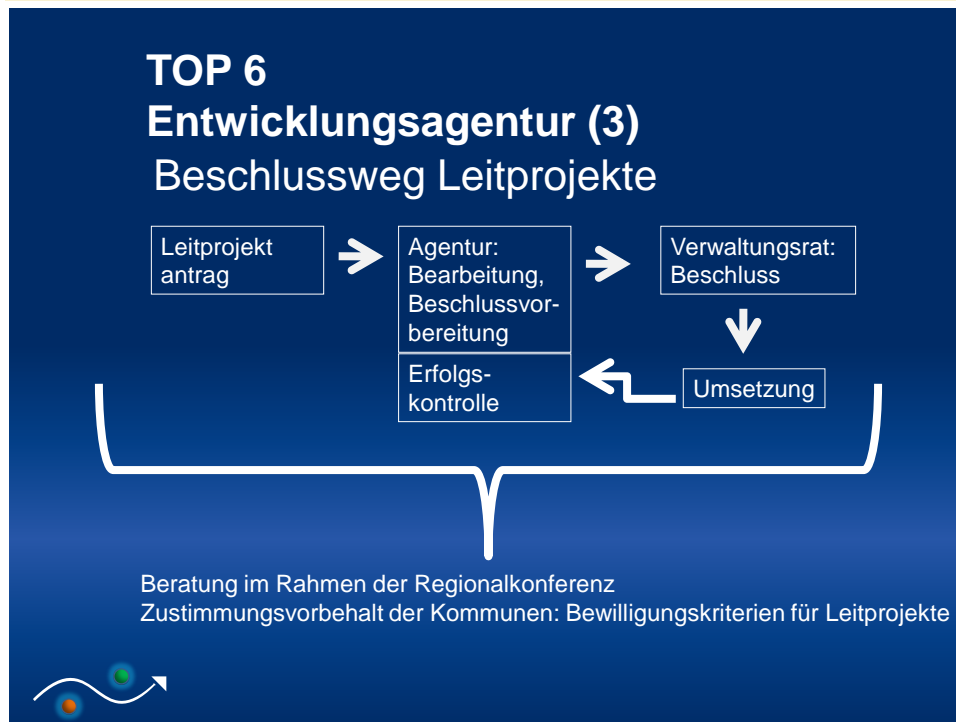 TOP 6
Entwicklungsagentur (3)
Beschlussweg Leitprojekte
Leitprojekt
antrag
Agentur:
Bearbeitung,
Beschlussvor-
bereitung
Verwaltungsrat:
Beschluss
Umsetzung
Erfolgs-
kontrolle
Beratung im Rahmen der Regionalkonferenz
Zustimmungsvorbehalt der Kommunen: Bewilligungskriterien für Leitprojekte